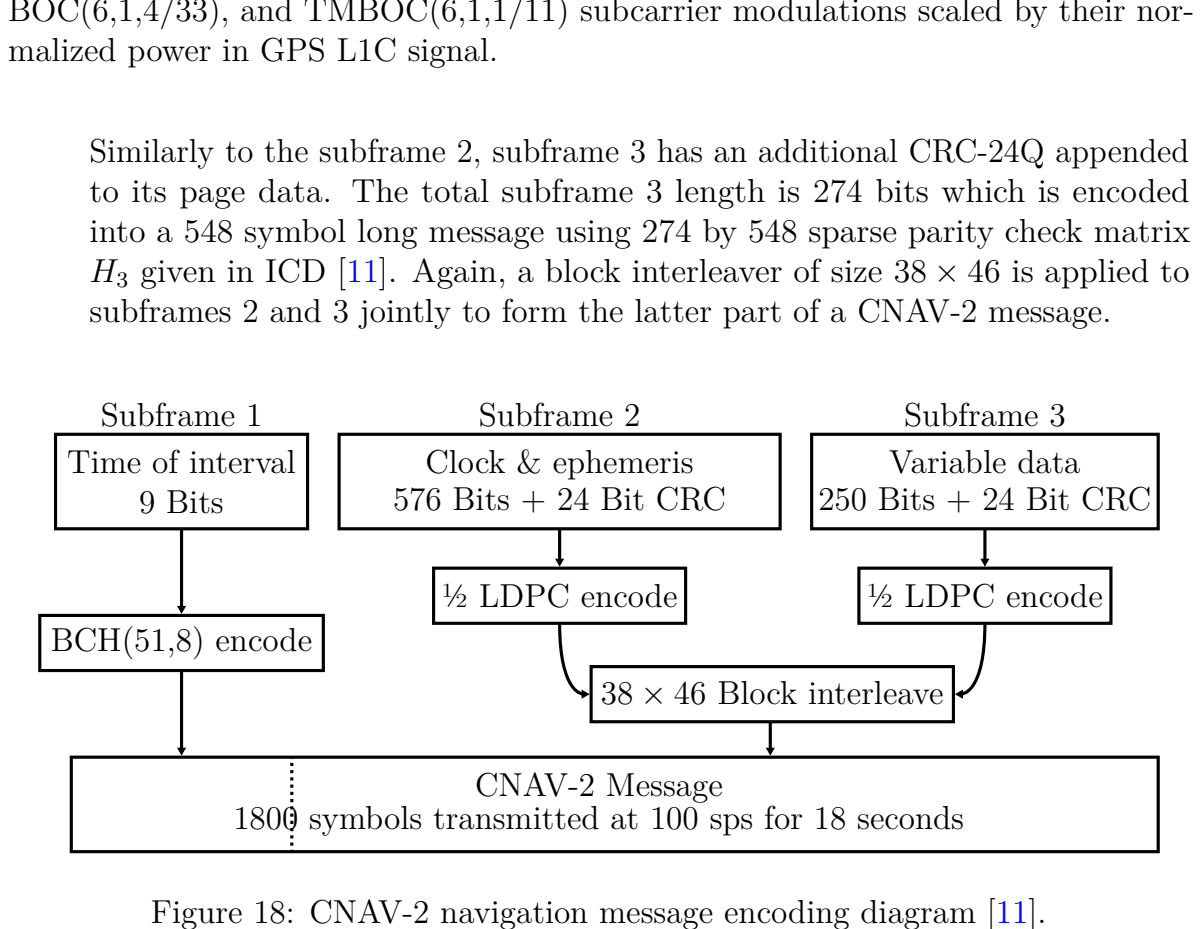 BOC(6,1,4/33), and TMBOC(6,1,1/11) subcarrier modulations scaled by their nor-
malized power in GPS L1C signal.
Similarly to the subframe 2, subframe 3 has an additional CRC-24Q appended
to its page data. The total subframe 3 length is 274 bits which is encoded
into a 548 symbol long message using 274 by 548 sparse parity check matrix
H₃ given in ICD [11]. Again, a block interleaver of size 38 × 46 is applied to
subframes 2 and 3 jointly to form the latter part of a CNAV-2 message.
Subframe 1
Time of interval
9 Bits
BCH(51,8) encode
Subframe 2
Clock & ephemeris
576 Bits + 24 Bit CRC
½ LDPC encode
Subframe 3
Variable data
250 Bits + 24 Bit CRC
½ LDPC encode
38 × 46 Block interleave
CNAV-2 Message
1800 symbols transmitted at 100 sps for 18 seconds
Figure 18: CNAV-2 navigation message encoding diagram [11].